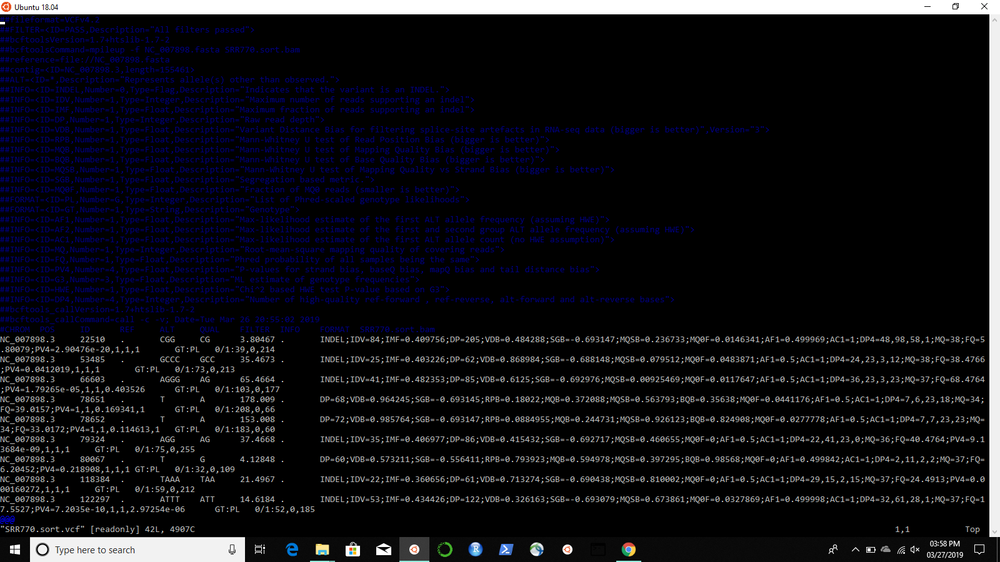 Ubuntu 18.04
##fileformat=VCFv4.2
##FILTER=<ID=PASS,Description="All filters passed">
##bcftoolsVersion=1.7+htslib-1.7-2
##bcftoolsCommand=mpileup -f NC_007898.fasta SRR770.sort.bam
##reference=file://NC_007898.fasta
##contig=<ID=NC_007898.3,length=155461>
##ALT=<ID=*,Description="Represents allele(s) other than observed.">
##INFO=<ID=INDEL,Number=0,Type=Flag,Description="Indicates that the variant is an INDEL.">
##INFO=<ID=IDV,Number=1,Type=Integer,Description="Maximum number of reads supporting an indel">
##INFO=<ID=IMF,Number=1,Type=Float,Description="Maximum fraction of reads supporting an indel">
##INFO=<ID=DP,Number=1,Type=Integer,Description="Raw read depth">
##INFO=<ID=VDB,Number=1,Type=Float,Description="Variant Distance Bias for filtering splice-site artefacts in RNA-seq data (bigger is better)",Version="3">
##INFO=<ID=RPB,Number=1,Type=Float,Description="Mann-Whitney U test of Read Position Bias (bigger is better)">
##INFO=<ID=MQB,Number=1,Type=Float,Description="Mann-Whitney U test of Mapping Quality Bias (bigger is better)">
##INFO=<ID=BQB,Number=1,Type=Float,Description="Mann-Whitney U test of Base Quality Bias (bigger is better)">
##INFO=<ID=MQSB,Number=1,Type=Float,Description="Mann-Whitney U test of Mapping Quality vs Strand Bias (bigger is better)">
##INFO=<ID=SGB,Number=1,Type=Float,Description="Segregation based metric.">
##INFO=<ID=MQ0F,Number=1,Type=Float,Description="Fraction of MQ0 reads (smaller is better)">
##FORMAT=<ID=PL,Number=G,Type=Integer,Description="List of Phred-scaled genotype likelihoods">
##FORMAT=<ID=GT,Number=1,Type=String,Description="Genotype">
##INFO=<ID=AF1,Number=1,Type=Float,Description="Max-likelihood estimate of the first ALT allele frequency (assuming HWE)">
##INFO=<ID=AF2,Number=1,Type=Float,Description="Max-likelihood estimate of the first and second group ALT allele frequency (assuming HWE)">
##INFO=<ID=AC1,Number=1,Type=Float,Description="Max-likelihood estimate of the first ALT allele count (no HWE assumption)">
##INFO=<ID=MQ,Number=1,Type=Integer,Description="Root-mean-square mapping quality of covering reads">
##INFO=<ID=FQ,Number=1,Type=Float,Description="Phred probability of all samples being the same">
##INFO=<ID=PV4,Number=4,Type=Float,Description="P-values for strand bias, baseQ bias, mapQ bias and tail distance bias">
##INFO=<ID=G3,Number=3,Type=Float,Description="ML estimate of genotype frequencies">
##INFO=<ID=HWE,Number=1,Type=Float,Description="Chi^2 based HWE test P-value based on G3">
##INFO=<ID=DP4,Number=4,Type=Integer,Description="Number of high-quality ref-forward , ref-reverse, alt-forward and alt-reverse bases">
##bcftools_callVersion=1.7+htslib-1.7-2
##bcftools_callCommand=call -c -v; Date=Tue Mar 26 20:55:02 2019
#CHROM POS ID REF ALT QUAL FILTER INFO FORMAT SRR770.sort.bam
NC_007898.3 22510 . CGG CG 3.80467 . INDEL;IDV=84;IMF=0.409756;DP=205;VDB=0.484288;SGB=-0.693147;MQSB=0.236733;MQ0F=0.0146341;AF1=0.499969;AC1=1;DP4=48,98,58,1;MQ=38;FQ=5
.80079;PV4=2.90476e-20,1,1,1 GT:PL 0/1:39,0,214
NC_007898.3 53485 . GCCC GCC 35.4673 . INDEL;IDV=25;IMF=0.403226;DP=62;VDB=0.868984;SGB=-0.688148;MQSB=0.079512;MQ0F=0.0483871;AF1=0.5;AC1=1;DP4=24,23,3,12;MQ=38;FQ=38.4766
;PV4=0.0412019,1,1,1 GT:PL 0/1:73,0,213
NC_007898.3 66603 . AGGG AG 65.4664 . INDEL;IDV=41;IMF=0.482353;DP=85;VDB=0.6125;SGB=-0.692976;MQSB=0.00925469;MQ0F=0.0117647;AF1=0.5;AC1=1;DP4=36,23,3,23;MQ=37;FQ=68.4764
;PV4=1.79265e-05,1,1,0.403526 GT:PL 0/1:103,0,177
NC_007898.3 78651 . T A 178.009 . DP=68;VDB=0.964245;SGB=-0.693145;RPB=0.18022;MQB=0.372088;MQSB=0.563793;BQB=0.35638;MQ0F=0.0441176;AF1=0.5;AC1=1;DP4=7,6,23,18;MQ=34;
FQ=39.0157;PV4=1,1,0.169341,1 GT:PL 0/1:208,0,66
NC_007898.3 78652 . T A 153.008 . DP=72;VDB=0.985764;SGB=-0.693147;RPB=0.0884955;MQB=0.244731;MQSB=0.926123;BQB=0.824908;MQ0F=0.0277778;AF1=0.5;AC1=1;DP4=7,7,23,23;MQ=
34;FQ=33.0172;PV4=1,1,0.114613,1 GT:PL 0/1:183,0,60
NC_007898.3 79324 . AGG AG 37.4668 . INDEL;IDV=35;IMF=0.406977;DP=86;VDB=0.415432;SGB=-0.692717;MQSB=0.460655;MQ0F=0;AF1=0.5;AC1=1;DP4=22,41,23,0;MQ=36;FQ=40.4764;PV4=9.1
3684e-09,1,1,1 GT:PL 0/1:75,0,255
NC_007898.3 80067 . T G 4.12848 . DP=60;VDB=0.573211;SGB=-0.556411;RPB=0.793923;MQB=0.594978;MQSB=0.397295;BQB=0.98568;MQ0F=0;AF1=0.499842;AC1=1;DP4=2,11,2,2;MQ=37;FQ=
6.20452;PV4=0.218908,1,1,1 GT:PL 0/1:32,0,109
NC_007898.3 118384 . TAAA TAA 21.4967 . INDEL;IDV=22;IMF=0.360656;DP=61;VDB=0.713274;SGB=-0.690438;MQSB=0.810002;MQ0F=0;AF1=0.5;AC1=1;DP4=29,15,2,15;MQ=37;FQ=24.4913;PV4=0.0
00160272,1,1,1 GT:PL 0/1:59,0,212
NC_007898.3 122297 . ATTT ATT 14.6184 . INDEL;IDV=53;IMF=0.434426;DP=122;VDB=0.326163;SGB=-0.693079;MQSB=0.673861;MQ0F=0.0327869;AF1=0.499998;AC1=1;DP4=32,61,28,1;MQ=37;FQ=1
7.5527;PV4=7.2035e-10,1,1,2.97254e-06 GT:PL 0/1:52,0,185
@@@
"SRR770.sort.vcf" [readonly] 42L, 4907C 1,1 Top
Type here to search
03:58 PM
03/27/2019